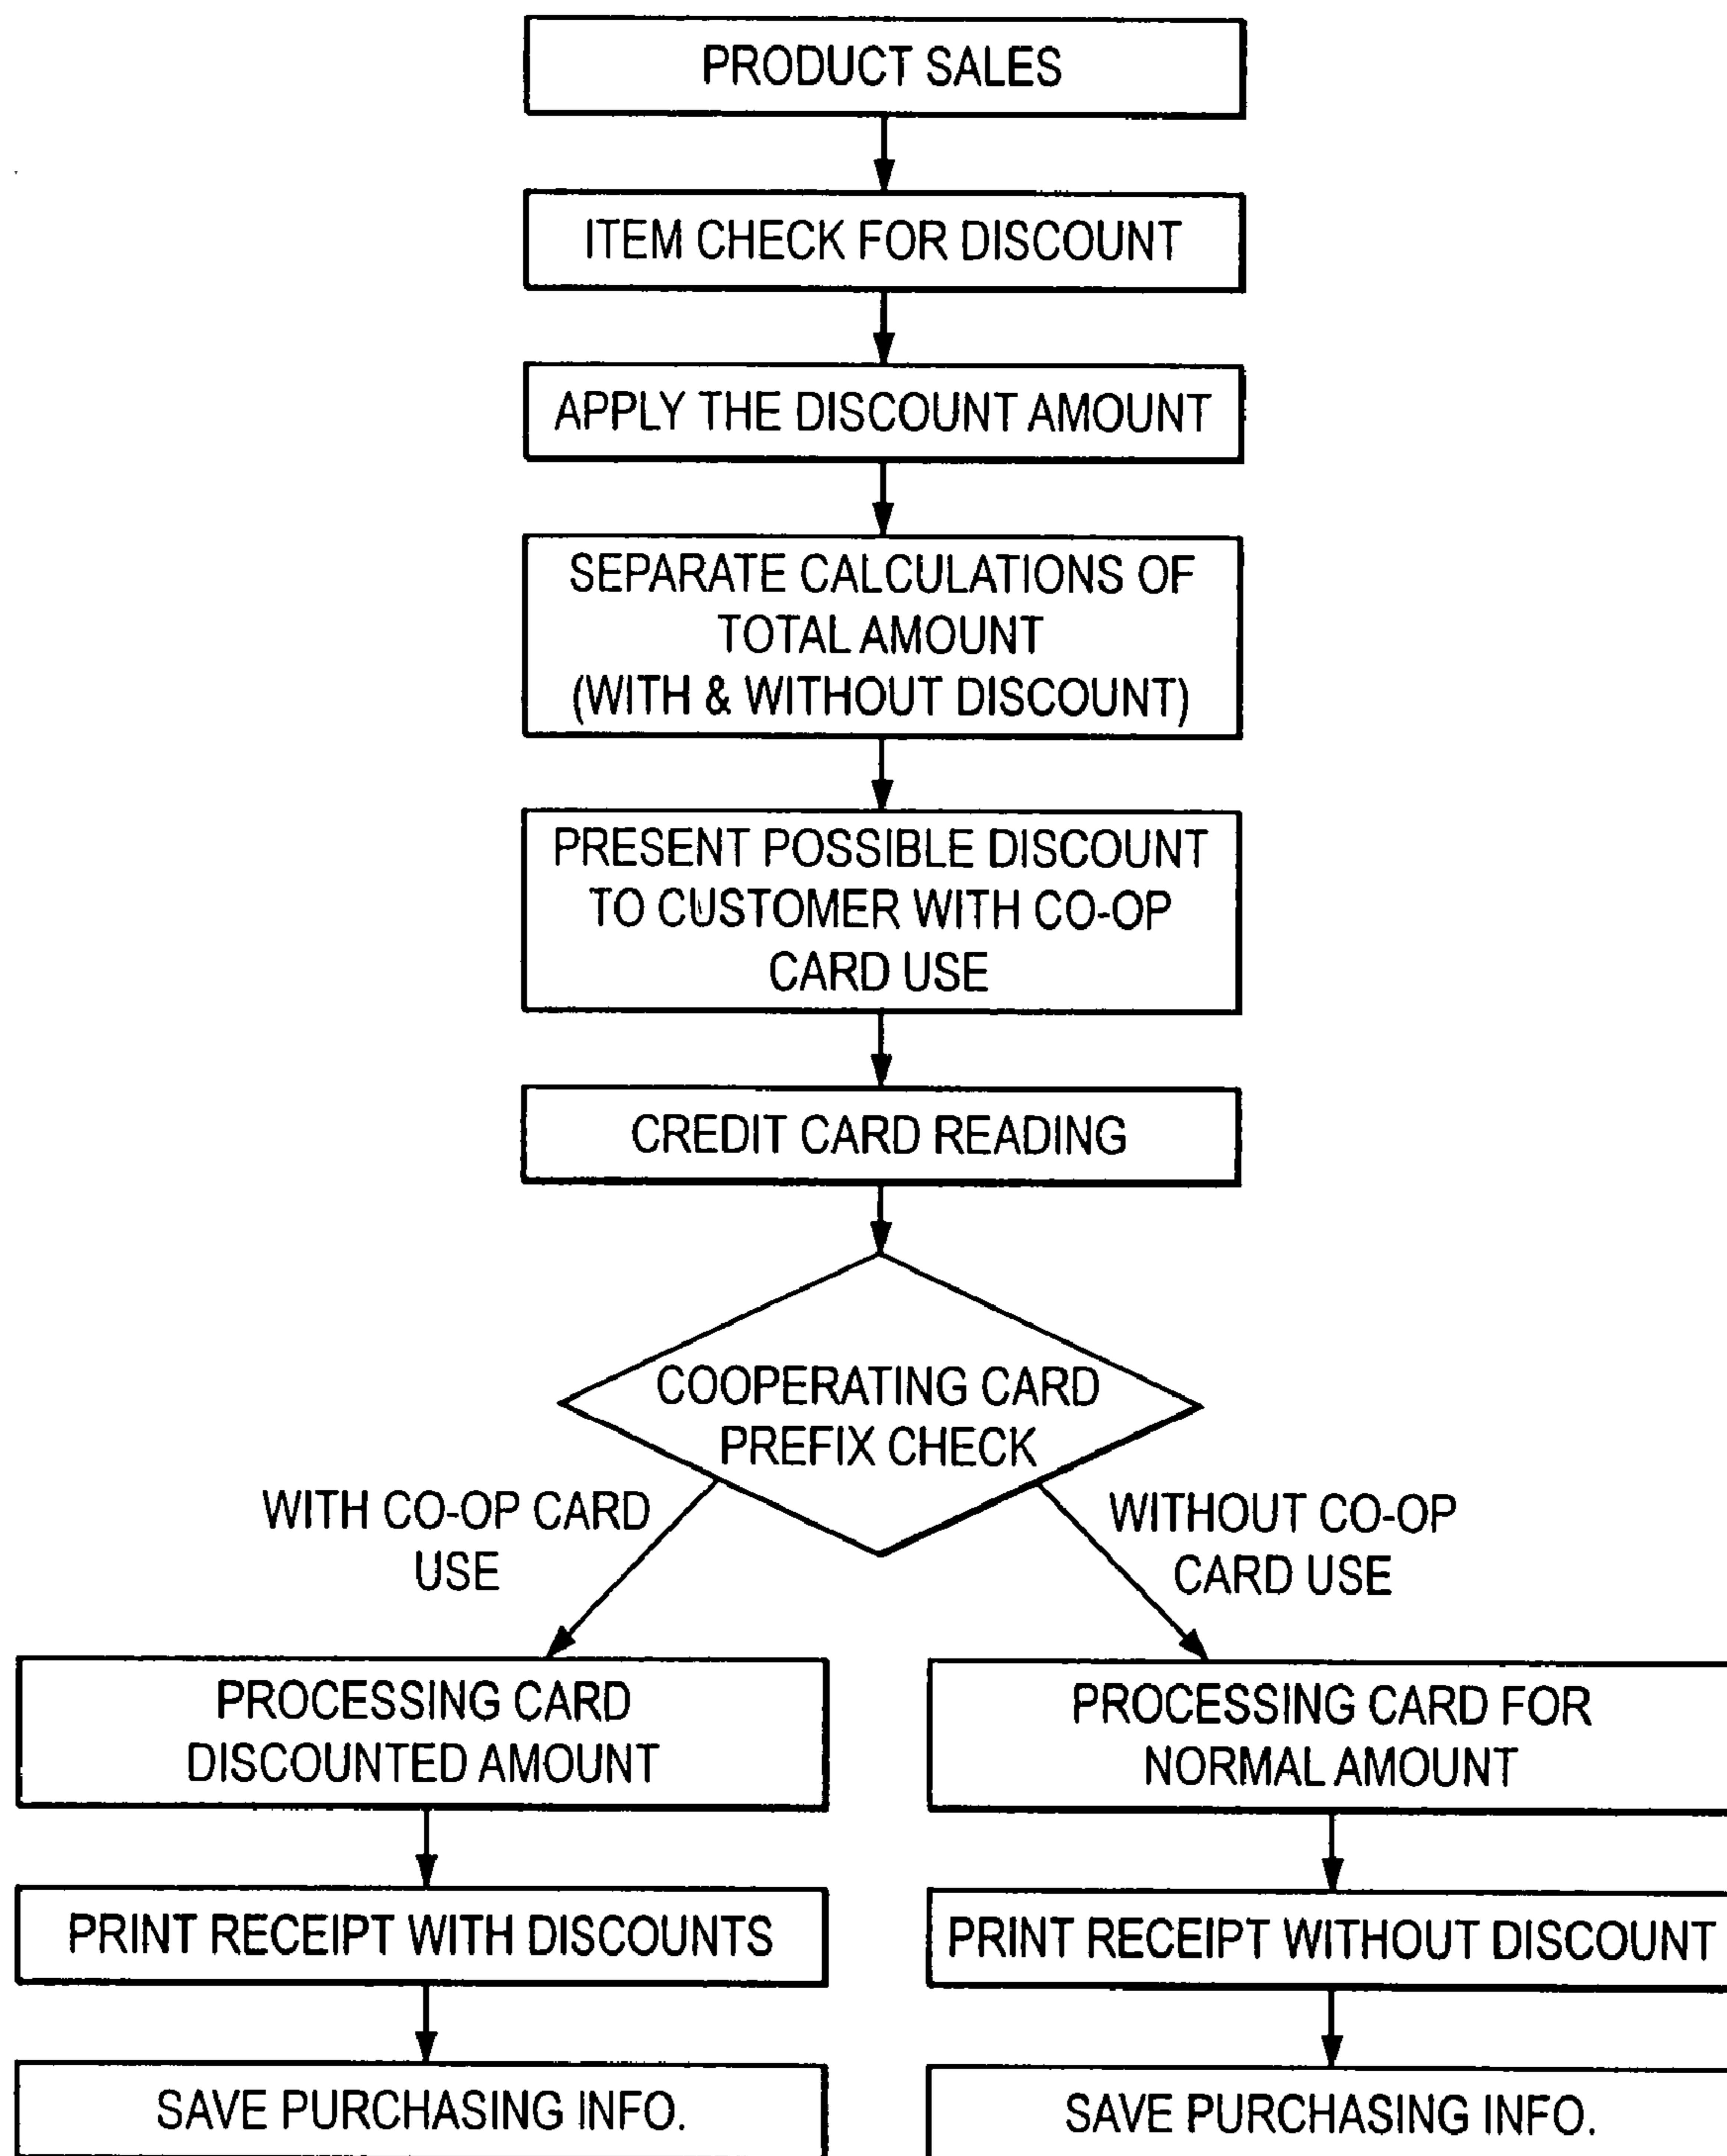 PRODUCT SALES
ITEM CHECK FOR DISCOUNT
APPLY THE DISCOUNT AMOUNT
SEPARATE CALCULATIONS OF
TOTAL AMOUNT
(WITH & WITHOUT DISCOUNT)
PRESENT POSSIBLE DISCOUNT
TO CUSTOMER WITH CO-OP
CARD USE
CREDIT CARD READING
COOPERATING CARD
PREFIX CHECK
WITH CO-OP CARD
USE
WITHOUT CO-OP
CARD USE
PROCESSING CARD
DISCOUNTED AMOUNT
PROCESSING CARD FOR
NORMAL AMOUNT
PRINT RECEIPT WITH DISCOUNTS
PRINT RECEIPT WITHOUT DISCOUNT
SAVE PURCHASING INFO.
SAVE PURCHASING INFO.